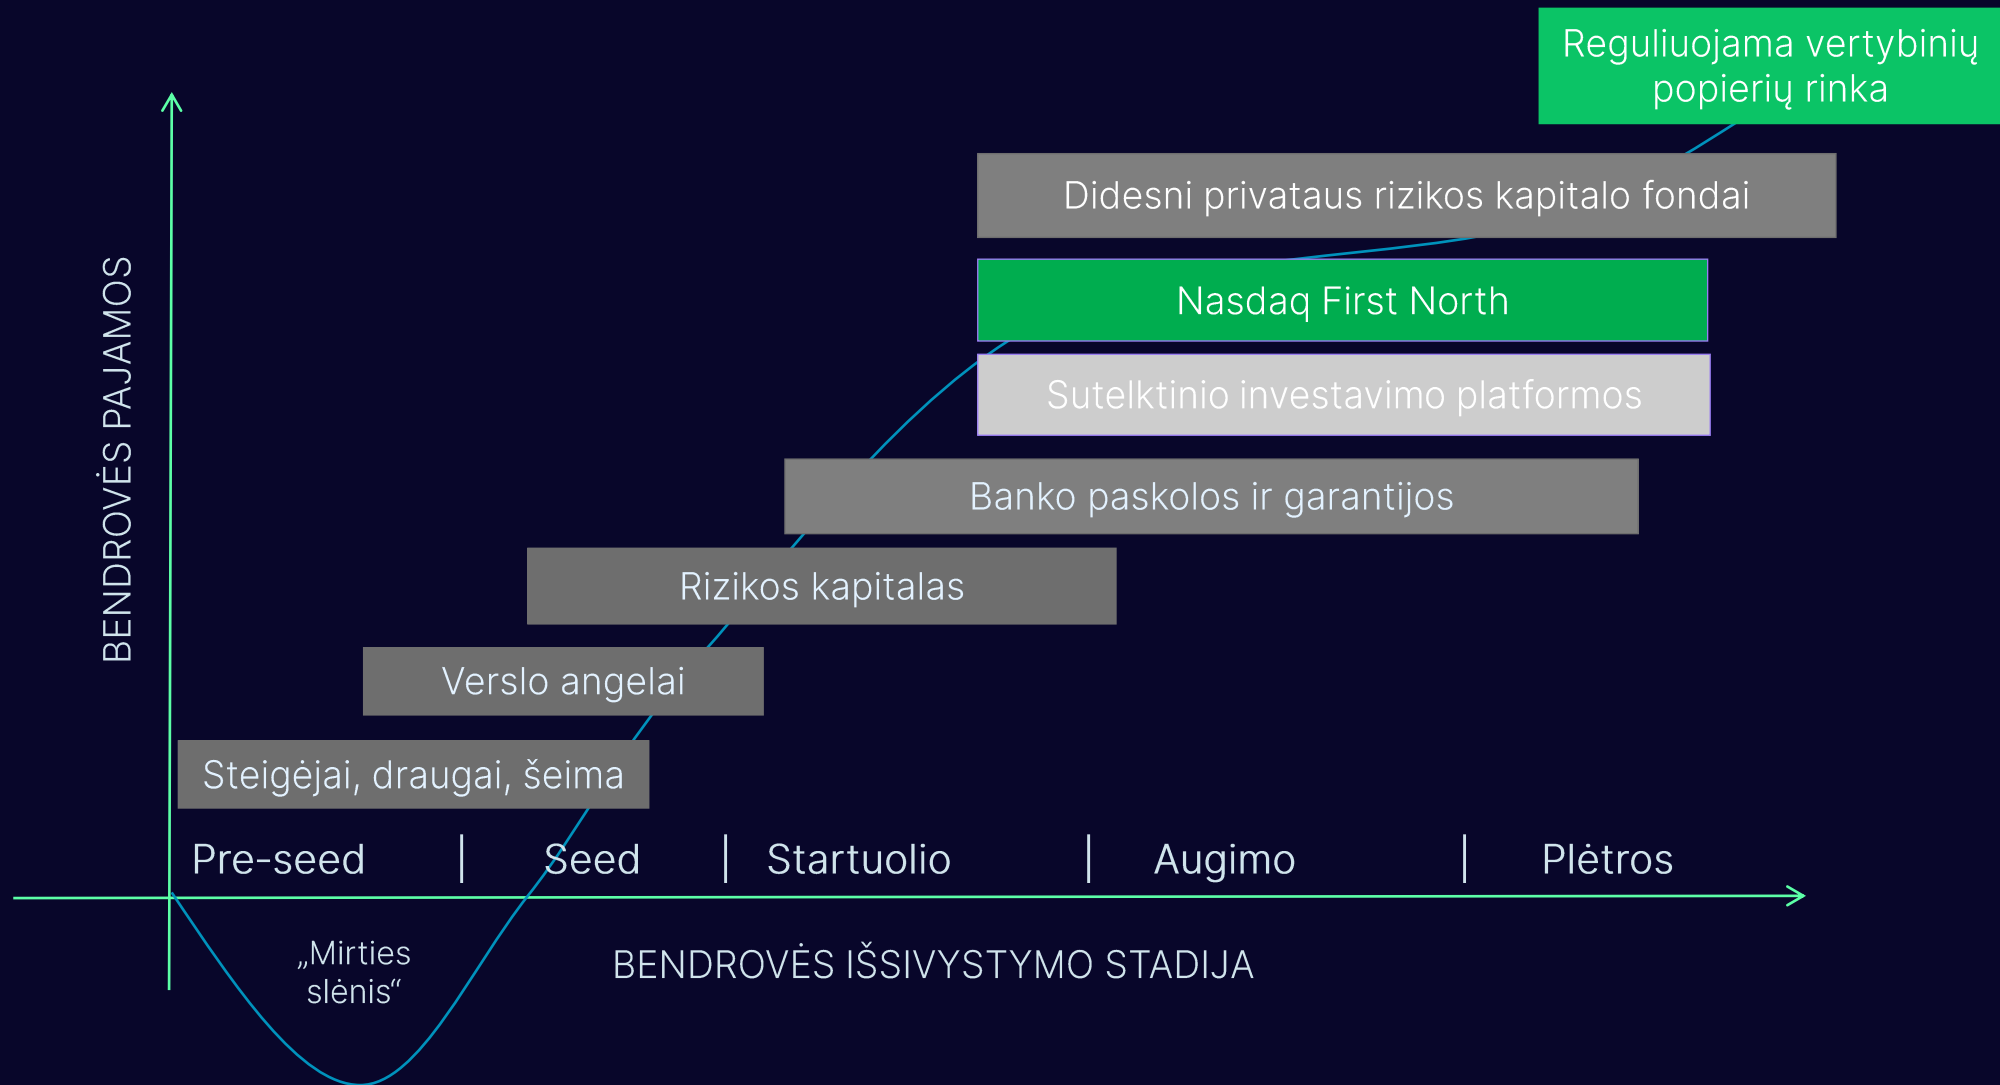 Reguliuojama vertybinių
popierių rinka
Didesni privataus rizikos kapitalo fondai
Nasdaq First North
Sutelktinio investavimo platformos
Banko paskolos ir garantijos
Rizikos kapitalas
Verslo angelai
Steigėjai, draugai, šeima
BENDROVĖS PAJAMOS
Pre-seed | Seed | Startuolio | Augimo | Plėtros
„Mirties
slėnis“
BENDROVĖS IŠSIVYSTYMO STADIJA